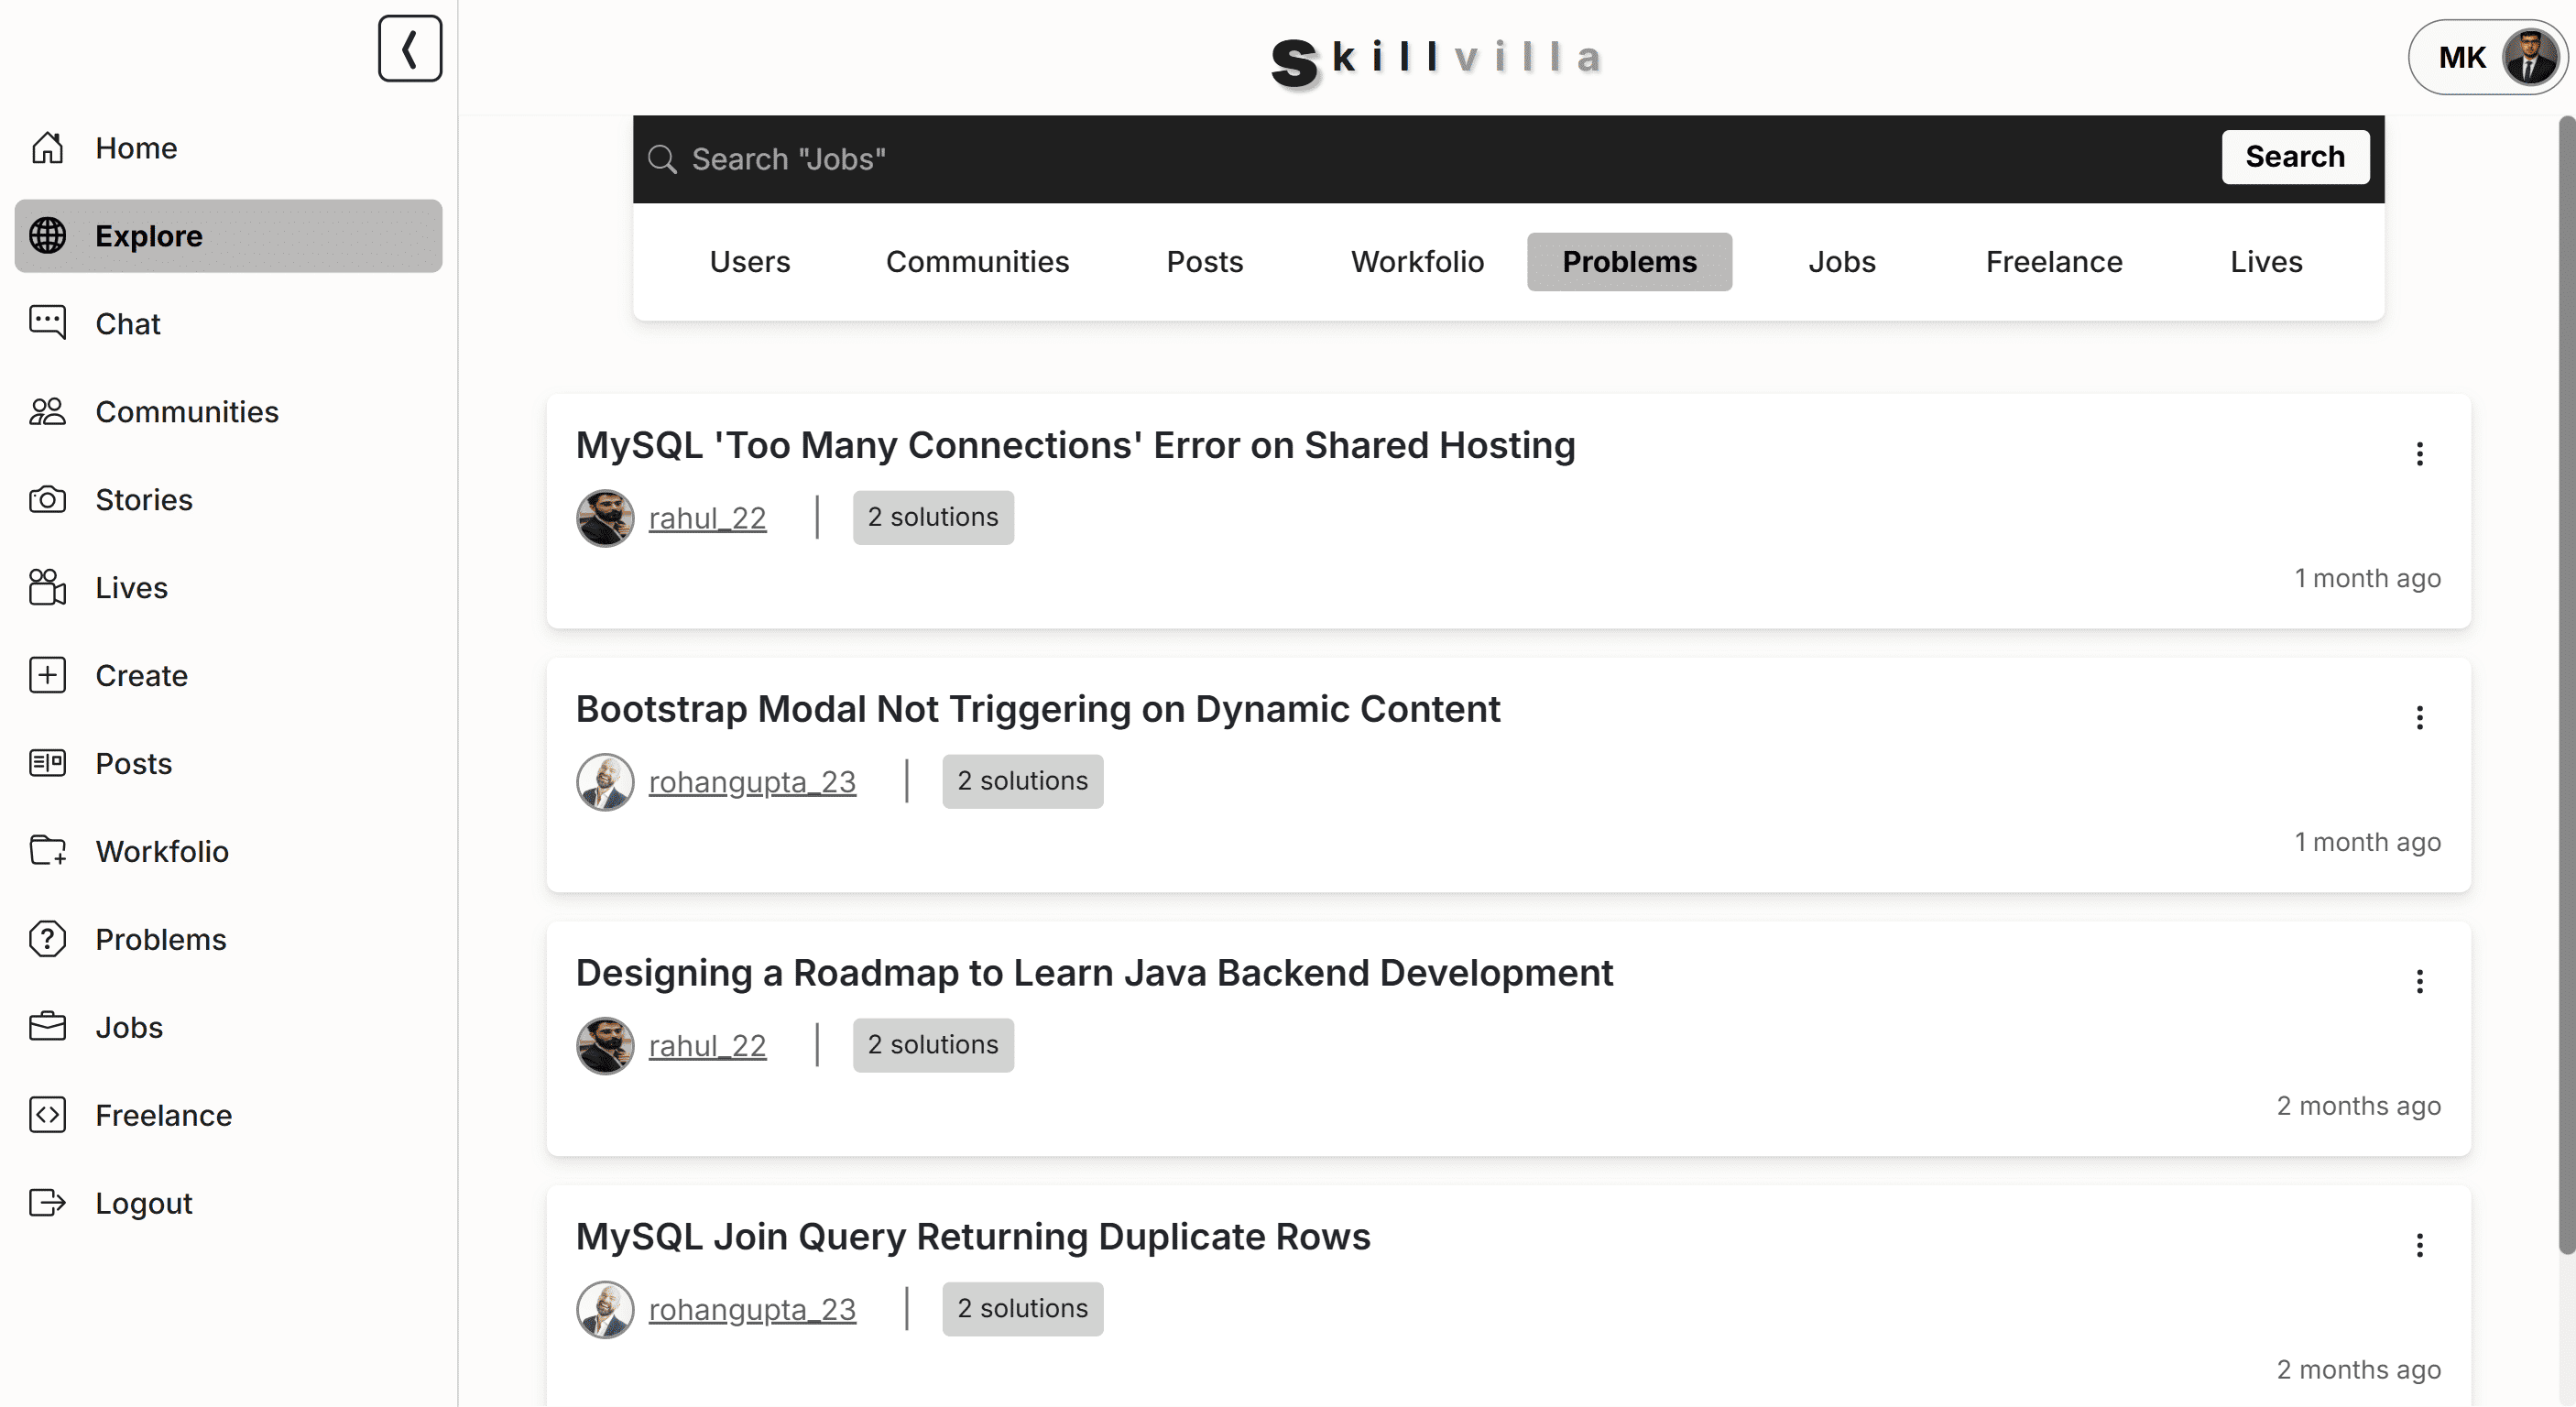 Skillvilla
MK
Home
Explore
Chat
Communities
Stories
Lives
Create
Posts
Workfolio
Problems
Jobs
Freelance
Logout
Search "Jobs"
Search
Users Communities Posts Workfolio Problems Jobs Freelance Lives
MySQL 'Too Many Connections' Error on Shared Hosting
rahul_22 | 2 solutions
1 month ago
Bootstrap Modal Not Triggering on Dynamic Content
rohangupta_23 | 2 solutions
1 month ago
Designing a Roadmap to Learn Java Backend Development
rahul_22 | 2 solutions
2 months ago
MySQL Join Query Returning Duplicate Rows
rohangupta_23 | 2 solutions
2 months ago